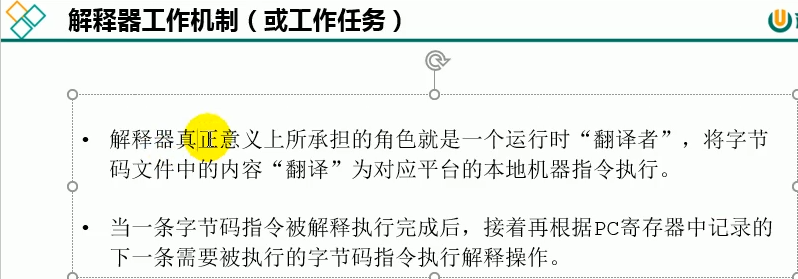 解释器工作机制（或工作任务）
• 解释器真正意义上所承担的角色就是一个运行时“翻译者”，将字节
码文件中的内容“翻译”为对应平台的本地机器指令执行。
• 当一条字节码指令被解释执行完成后，接着再根据PC寄存器中记录的
下一条需要被执行的字节码指令执行解释操作。